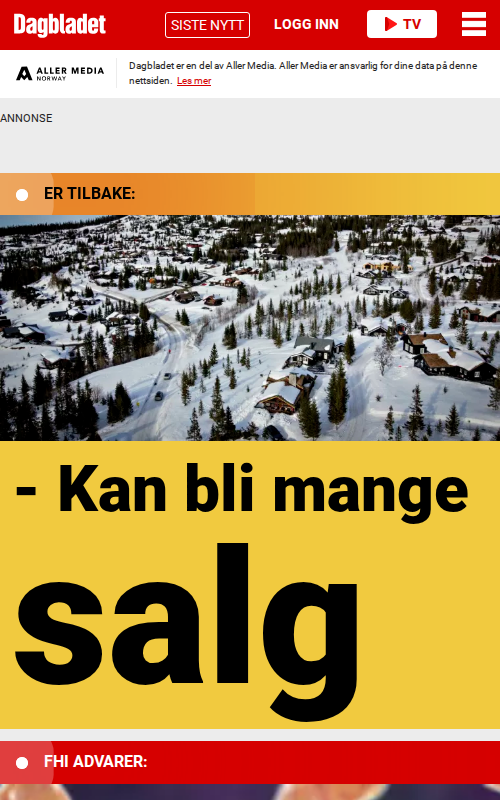 Dagbladet
SISTE NYTT
LOGG INN
TV
ALLER MEDIA
NORWAY
Dagbladet er en del av Aller Media. Aller Media er ansvarlig for dine data på denne
nettsiden. Les mer
ANNONSE
ER TILBAKE:
- Kan bli mange
salg
FHI ADVARER: